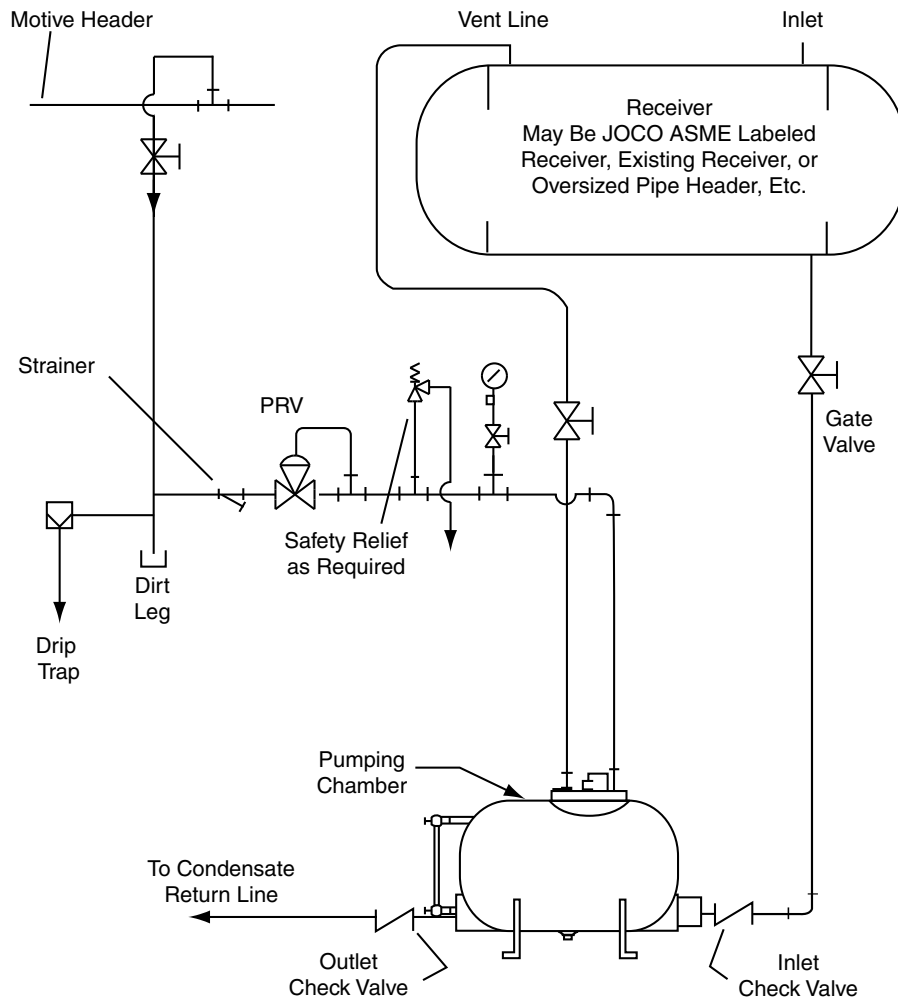 Motive Header
Vent Line
Inlet
Receiver
May Be JOCO ASME Labeled
Receiver, Existing Receiver, or
Oversized Pipe Header, Etc.
Strainer
PRV
Gate
Valve
Safety Relief
as Required
Dirt
Leg
Drip
Trap
Pumping
Chamber
To Condensate
Return Line
Outlet
Check Valve
Inlet
Check Valve